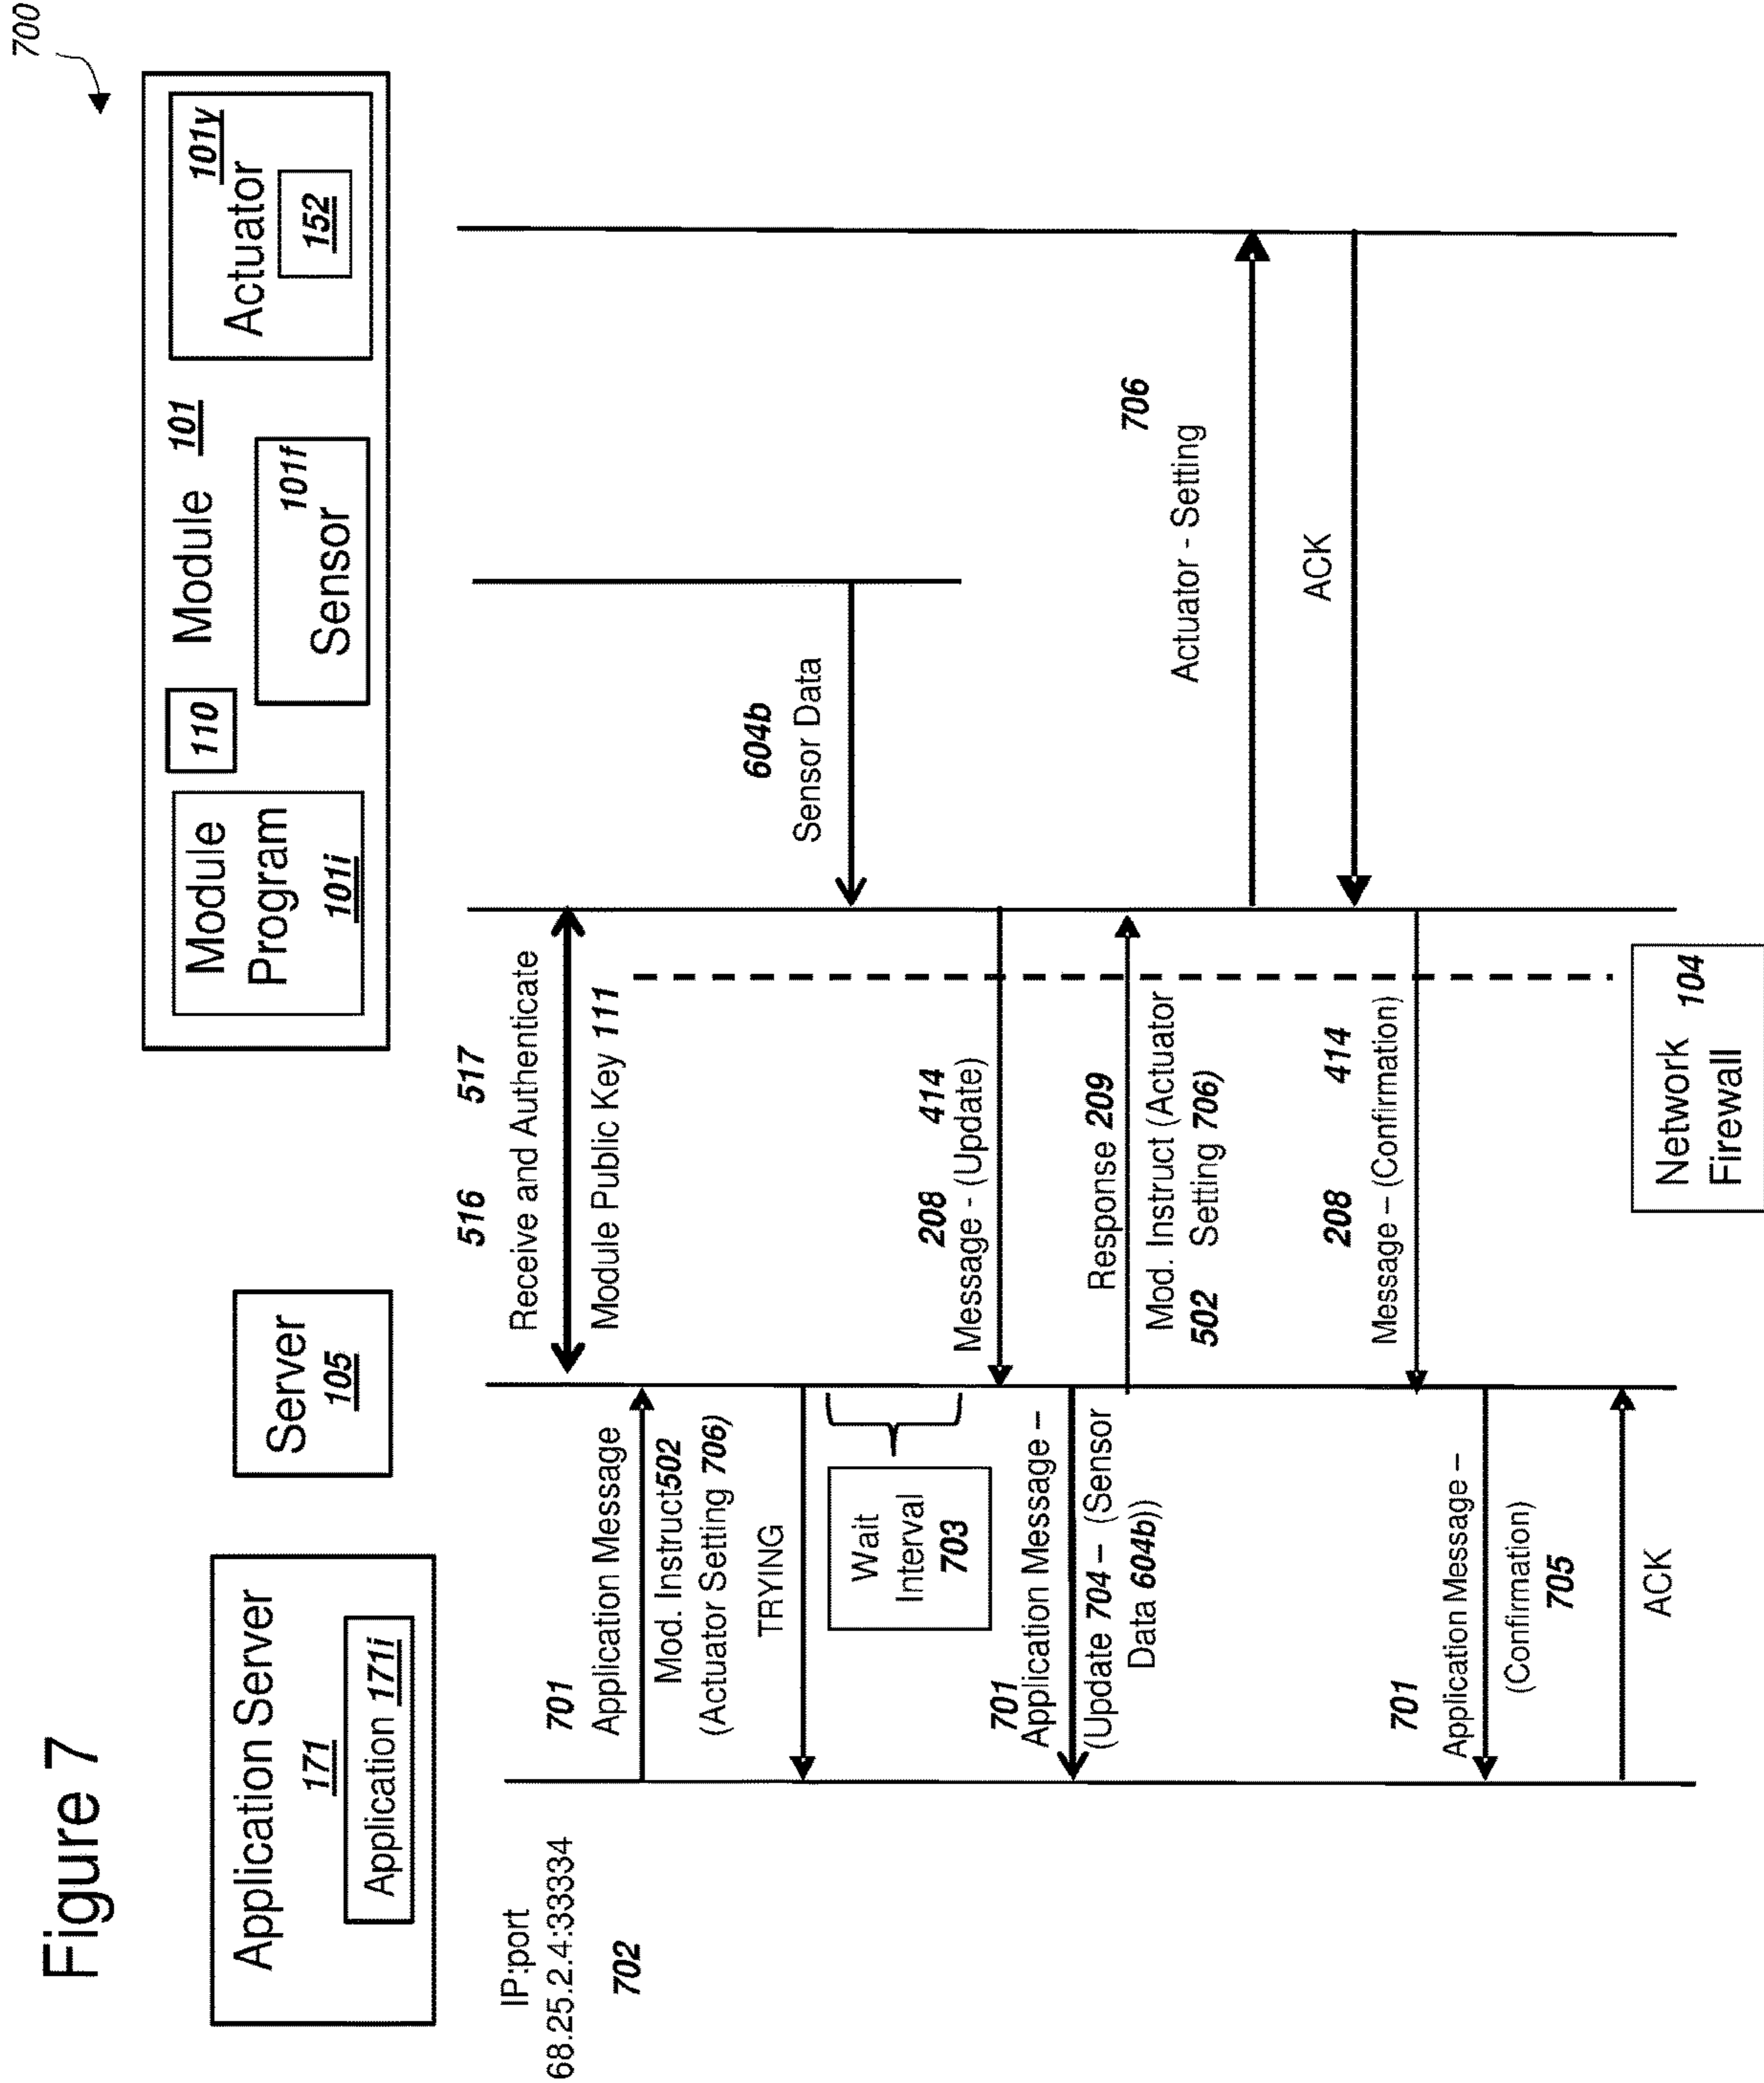 Figure 7
700
Application Server
171
Application 171i
Server
105
Module
Program
101i
110
Module 101
101f
Sensor
101y
Actuator
152
IP:port
68.25.2.4:33334
702
516 517
Receive and Authenticate
Module Public Key 111
701
Application Message
Mod. Instruct502
(Actuator Setting 706)
TRYING
Wait
Interval
703
604b
Sensor Data
208 414
Message - (Update)
701
Application Message –
(Update 704 – (Sensor
Data 604b))
Response 209
Mod. Instruct (Actuator
502 Setting 706)
706
Actuator - Setting
ACK
208 414
Message – (Confirmation)
701
Application Message –
(Confirmation)
705
ACK
Network 104
Firewall